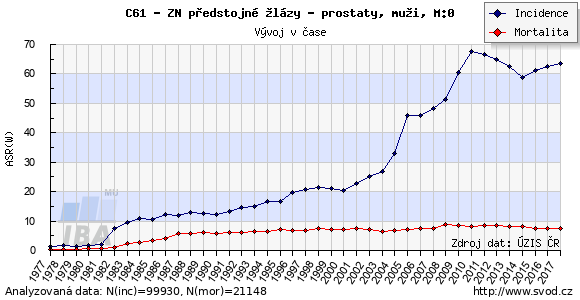 C61 - ZN předstojné žlázy - prostaty, muži, M:0
Vývoj v čase
Incidence
Mortalita
ASR(W)
70
60
50
40
30
20
10
0
MU
IBA
Zdroj dat: ÚZIS ČR
1977 1978 1979 1980 1981 1982 1983 1984 1985 1986 1987 1988 1989 1990 1991 1992 1993 1994 1995 1996 1997 1998 1999 2000 2001 2002 2003 2004 2005 2006 2007 2008 2009 2010 2011 2012 2013 2014 2015 2016 2017
Analyzovaná data: N(inc)=99930, N(mor)=21148
http://www.svod.cz